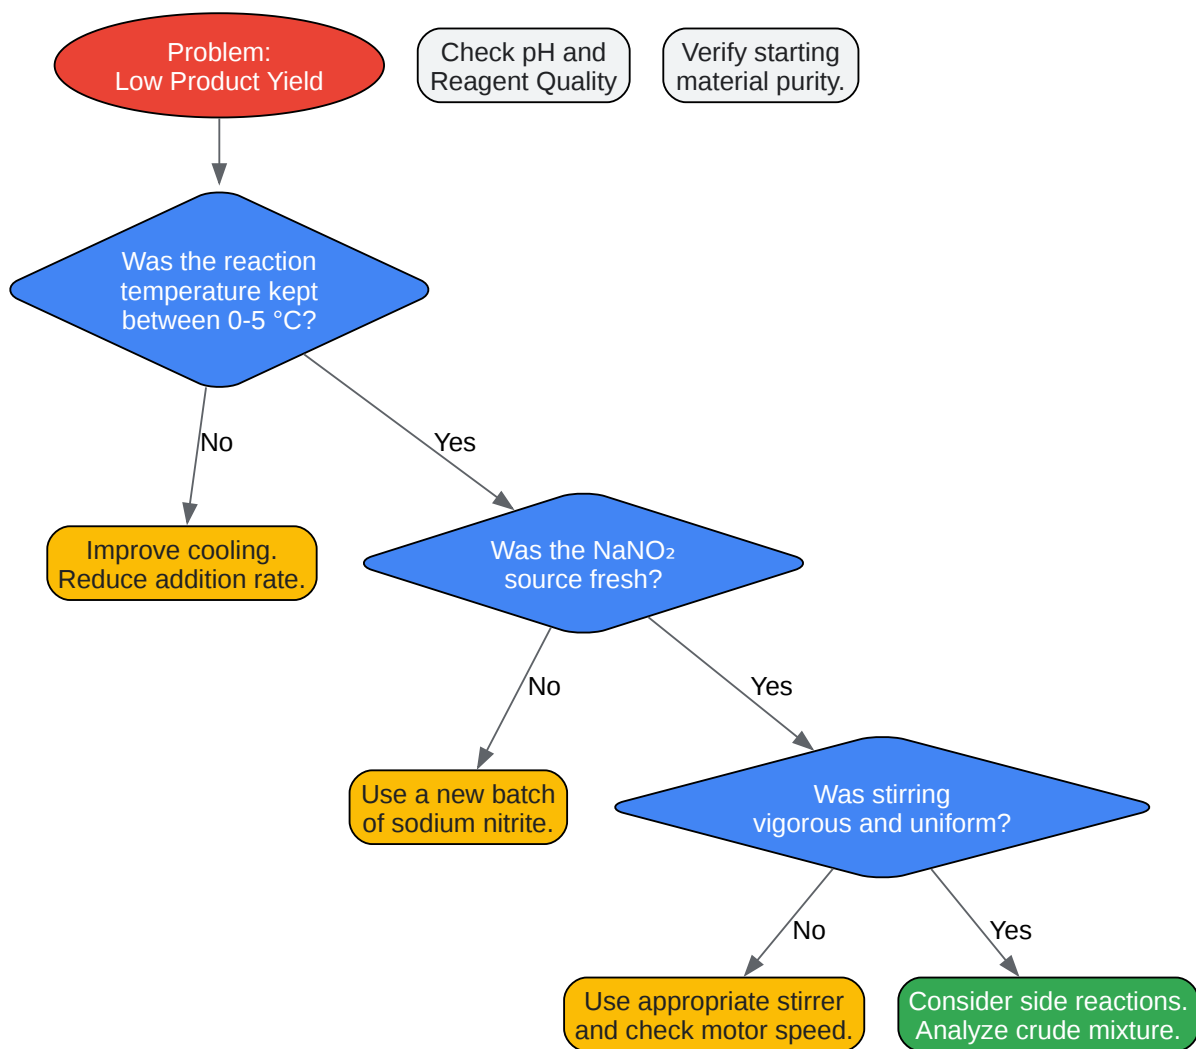 Problem:
Low Product Yield
Check pH and
Reagent Quality
Verify starting
material purity.
Was the reaction
temperature kept
between 0-5 °C?
No
Yes
Improve cooling.
Reduce addition rate.
Was the NaNO₂
source fresh?
No
Yes
Use a new batch
of sodium nitrite.
Was stirring
vigorous and uniform?
No
Yes
Use appropriate stirrer
and check motor speed.
Consider side reactions.
Analyze crude mixture.